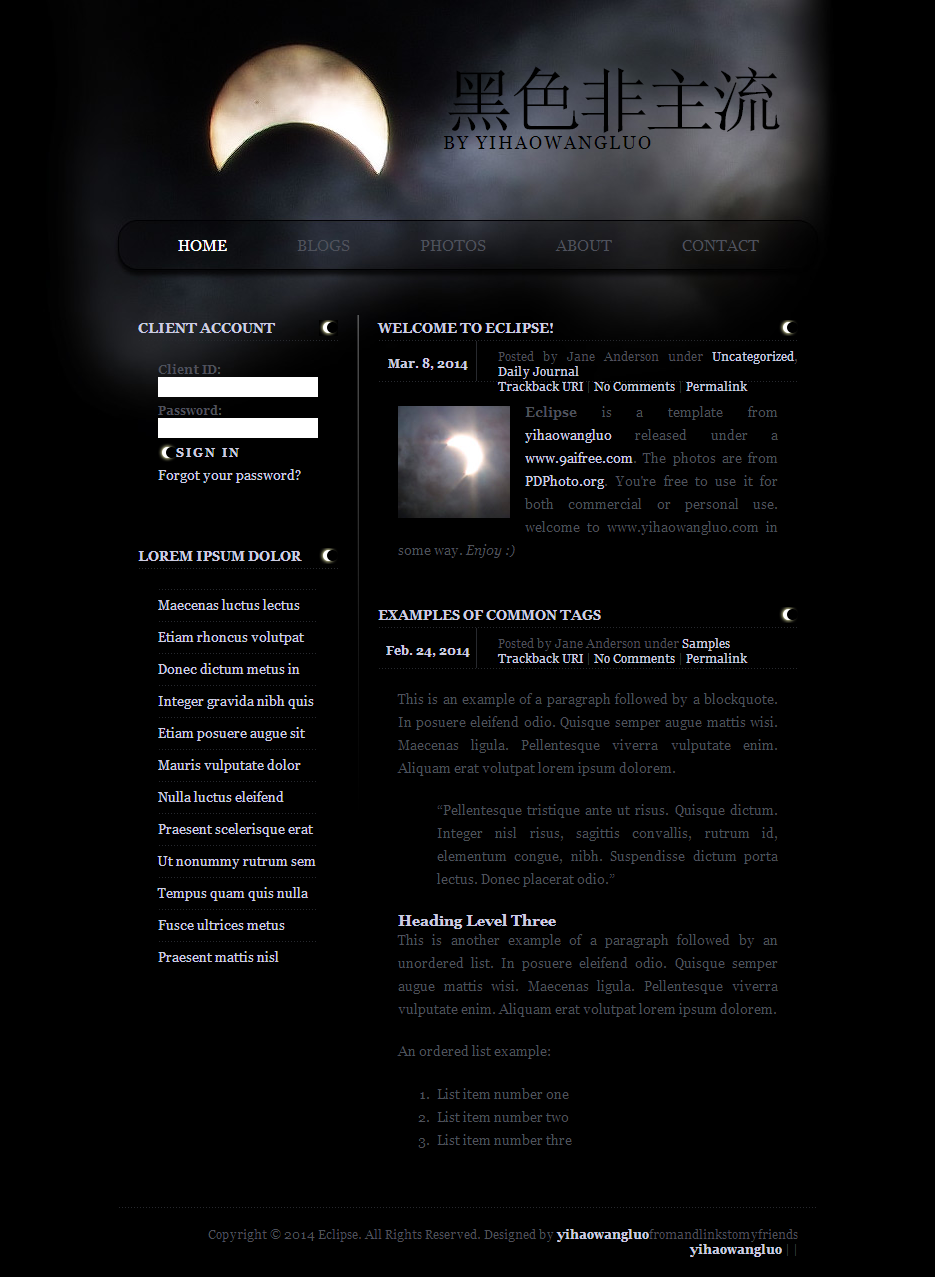 黑色非主流
BY YIHAOWANGLUO
HOME BLOGS PHOTOS ABOUT CONTACT
CLIENT ACCOUNT
Client ID:
Password:
SIGN IN
Forgot your password?
LOREM IPSUM DOLOR
Maecenas luctus lectus
Etiam rhoncus volutpat
Donec dictum metus in
Integer gravida nibh quis
Etiam posuere augue sit
Mauris vulputate dolor
Nulla luctus eleifend
Praesent scelerisque erat
Ut nonummy rutrum sem
Tempus quam quis nulla
Fusce ultrices metus
Praesent mattis nisl
WELCOME TO ECLIPSE!
Mar. 8, 2014
Posted by Jane Anderson under Uncategorized,
Daily Journal
Trackback URI | No Comments | Permalink
Eclipse is a template from
yihaowangluo released under a
www.9aifree.com. The photos are from
PDPhoto.org. You're free to use it for
both commercial or personal use.
welcome to www.yihaowangluo.com in
some way. Enjoy :)
EXAMPLES OF COMMON TAGS
Feb. 24, 2014
Posted by Jane Anderson under Samples
Trackback URI | No Comments | Permalink
This is an example of a paragraph followed by a blockquote.
In posuere eleifend odio. Quisque semper augue mattis wisi.
Maecenas ligula. Pellentesque viverra vulputate enim.
Aliquam erat volutpat lorem ipsum dolorem.
“Pellentesque tristique ante ut risus. Quisque dictum.
Integer nisl risus, sagittis convallis, rutrum id,
elementum congue, nibh. Suspendisse dictum porta
lectus. Donec placerat odio.”
Heading Level Three
This is another example of a paragraph followed by an
unordered list. In posuere eleifend odio. Quisque semper
augue mattis wisi. Maecenas ligula. Pellentesque viverra
vulputate enim. Aliquam erat volutpat lorem ipsum dolorem.
An ordered list example:
1. List item number one
2. List item number two
3. List item number thre
Copyright © 2014 Eclipse. All Rights Reserved. Designed by yihaowangluofromandlinkstomyfriends
yihaowangluo | |